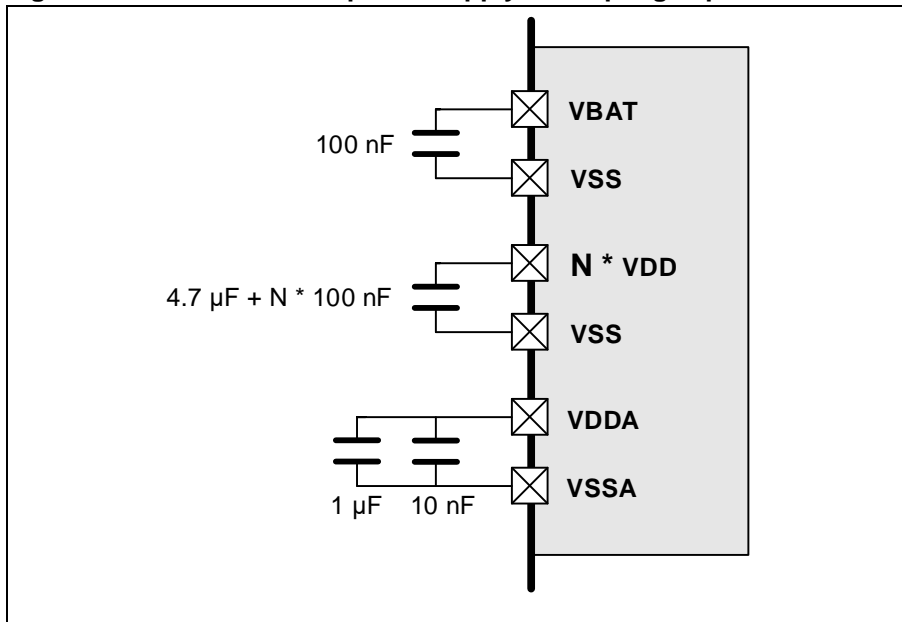 VBAT
100 nF
VSS
N * VDD
4.7 µF + N * 100 nF
VSS
VDDA
VSSA
1 µF 10 nF